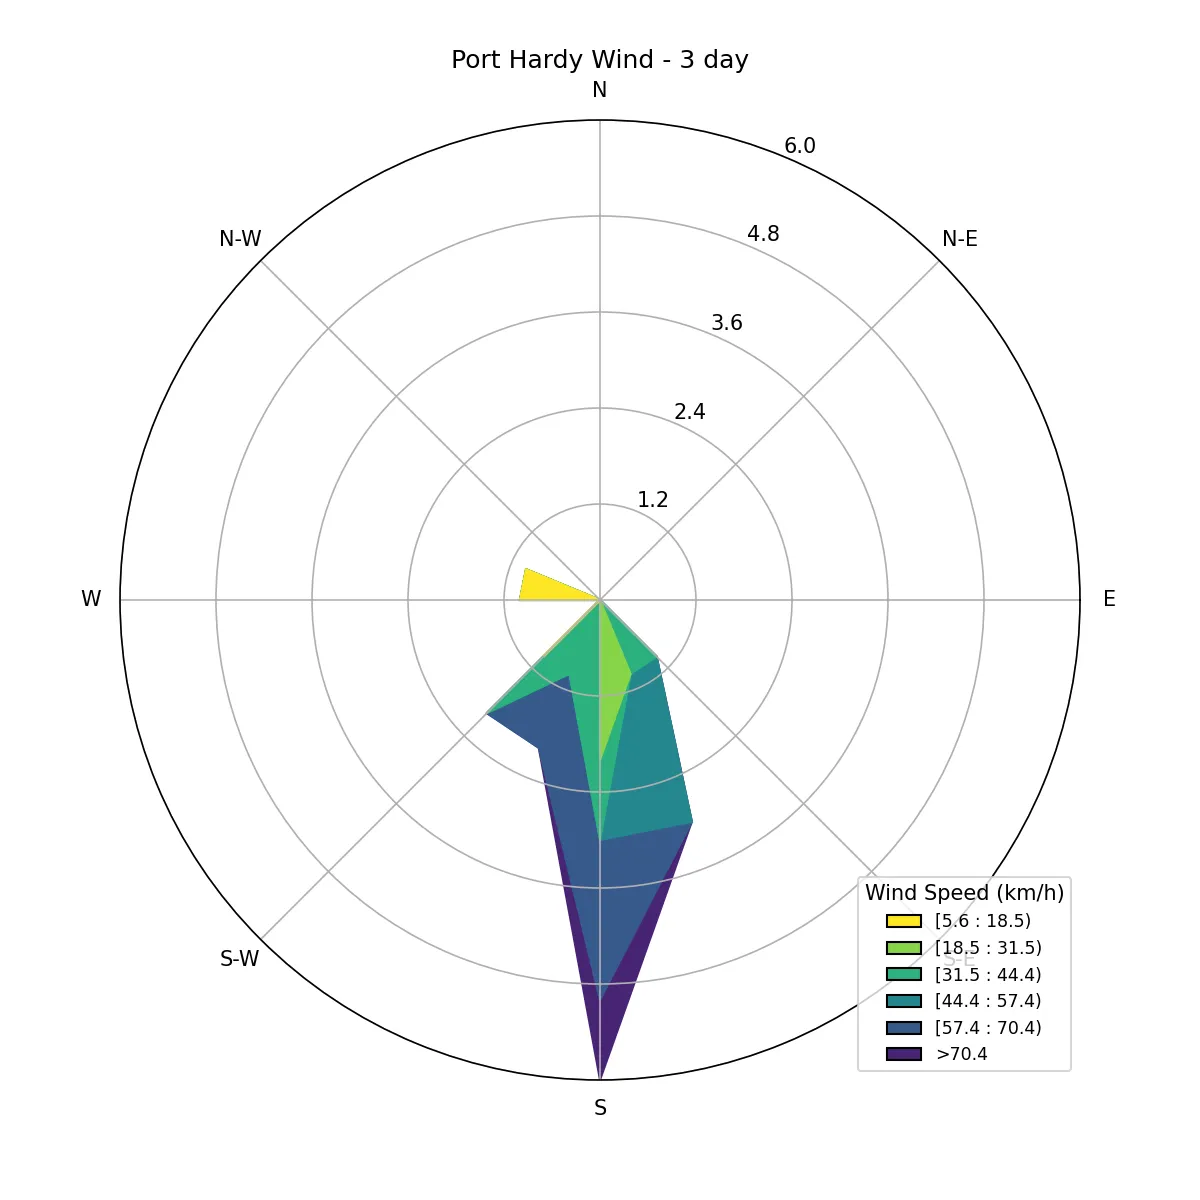 Port Hardy Wind - 3 day
N
6.0
N-W
N-E
4.8
3.6
2.4
1.2
W
E
Wind Speed (km/h)
[5.6 : 18.5)
[18.5 : 31.5)
S-W
S-E
[31.5 : 44.4)
[44.4 : 57.4)
[57.4 : 70.4)
>70.4
S